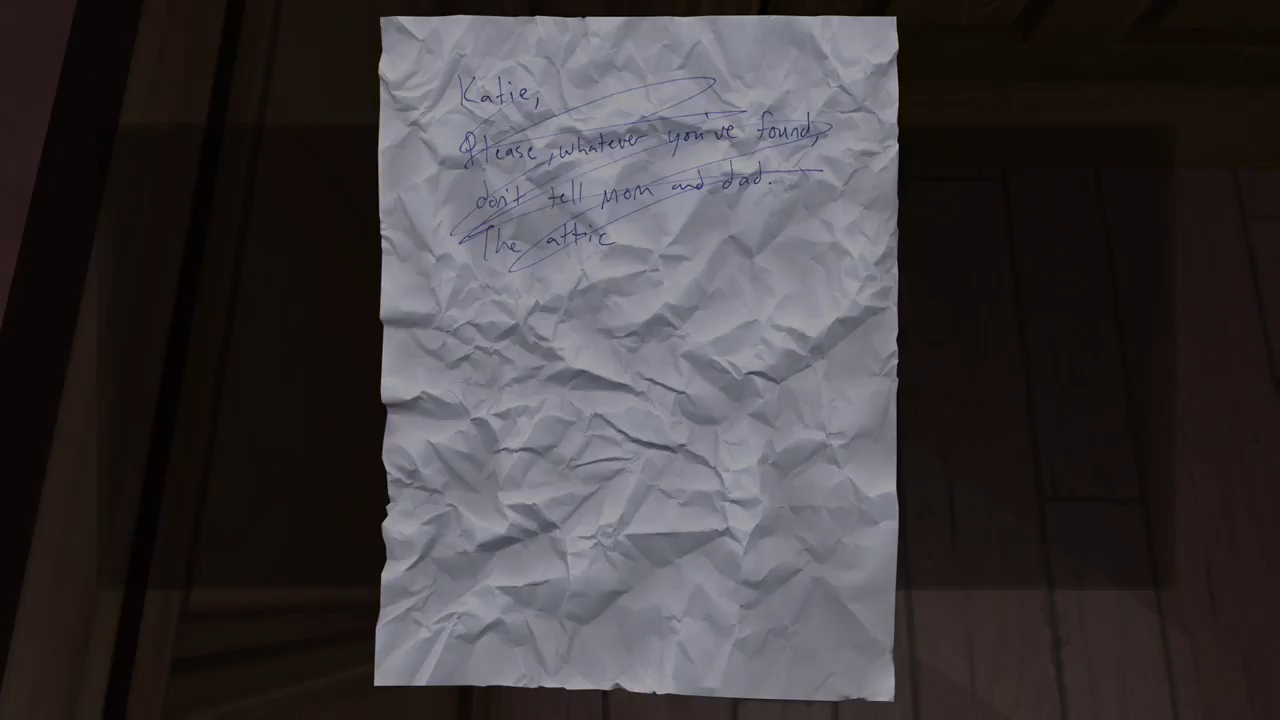 Katie,
Please, whatever you've found,
don't tell Mom and dad.
The attic